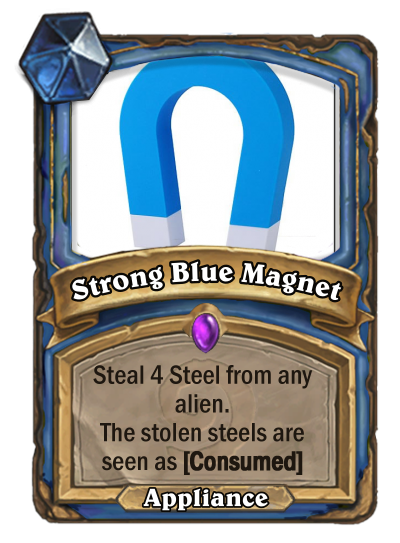 Strong Blue Magnet
Steal 4 Steel from any
alien.
The stolen steels are
seen as [Consumed]
Appliance